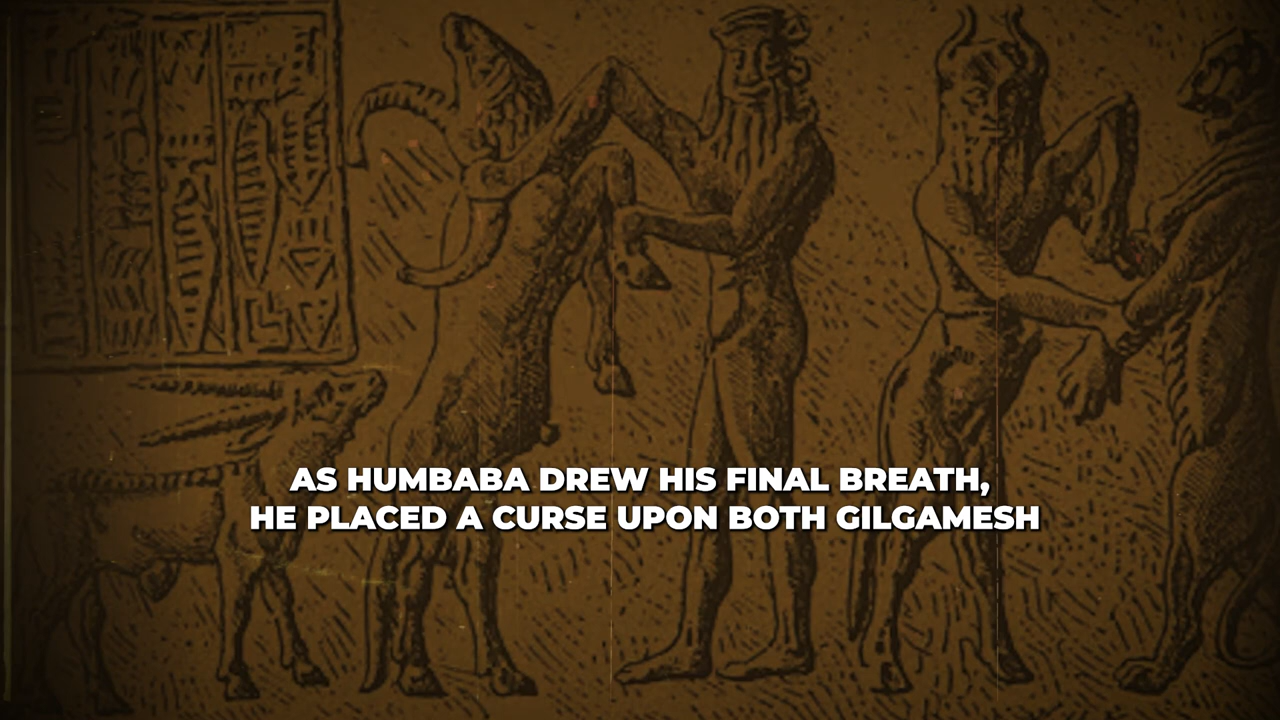 AS HUMBABA DREW HIS FINAL BREATH,
HE PLACED A CURSE UPON BOTH GILGAMESH